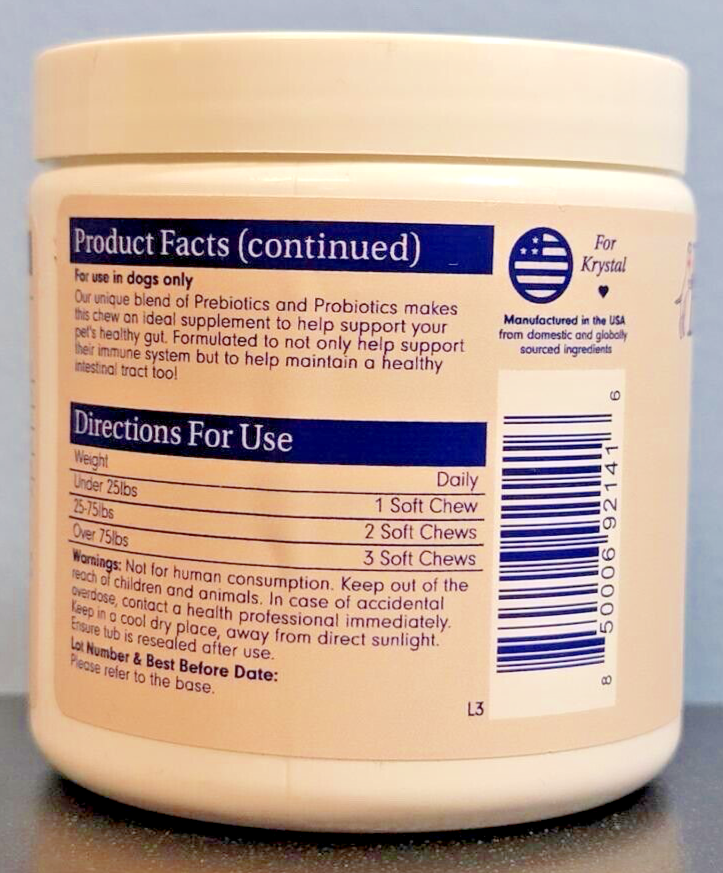 Product Facts (continued)
For use in dogs only
Our unique blend of Prebiotics and Probiotics makes
this chew an ideal supplement to help support your
pet's healthy gut. Formulated to not only help support
their immune system but to help maintain a healthy
intestinal tract too!
Directions For Use
Weight Daily
Under 25lbs 1 Soft Chew
25-75lbs 2 Soft Chews
Over 75lbs 3 Soft Chews
Warnings: Not for human consumption. Keep out of the
reach of children and animals. In case of accidental
overdose, contact a health professional immediately.
Keep in a cool dry place, away from direct sunlight.
Ensure tub is resealed after use.
Lot Number & Best Before Date:
Please refer to the base.
L3
For
Krystal
Manufactured in the USA
from domestic and globally
sourced ingredients
8 50006 92141 6